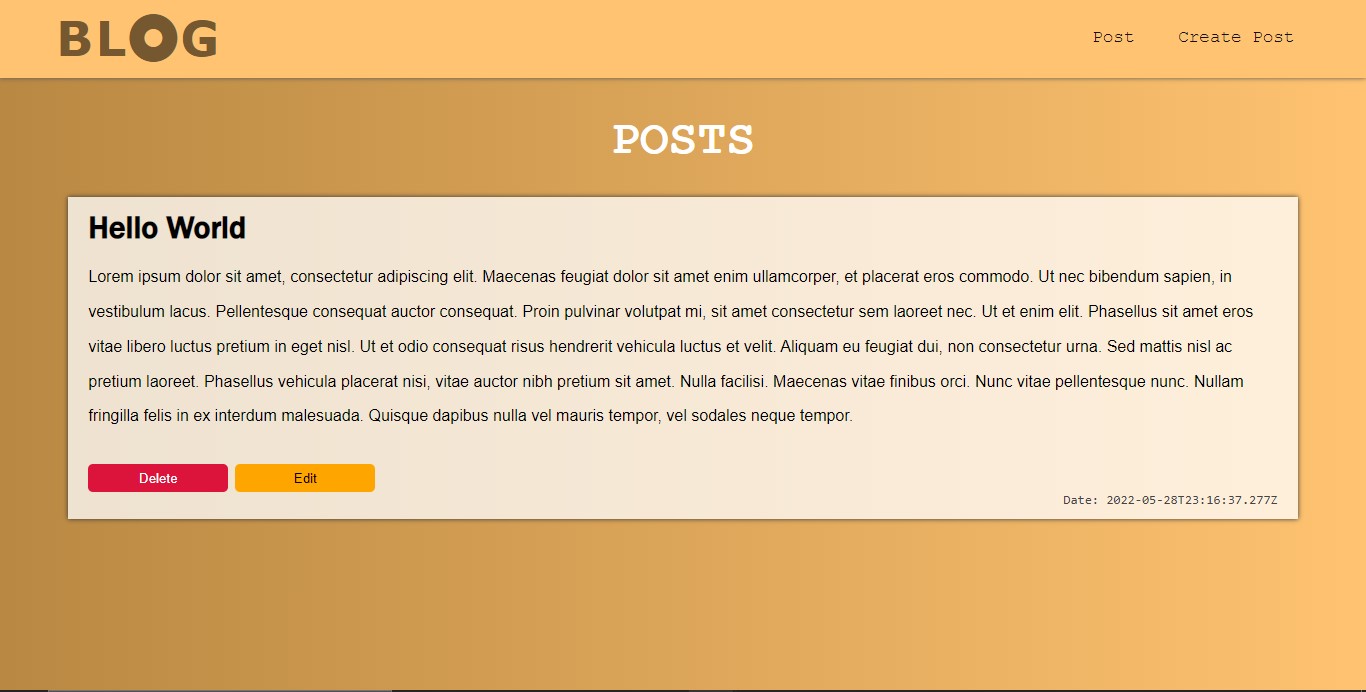 BLOG
Post
Create Post
POSTS
Hello World
Lorem ipsum dolor sit amet, consectetur adipiscing elit. Maecenas feugiat dolor sit amet enim ullamcorper, et placerat eros commodo. Ut nec bibendum sapien, in
vestibulum lacus. Pellentesque consequat auctor consequat. Proin pulvinar volutpat mi, sit amet consectetur sem laoreet nec. Ut et enim elit. Phasellus sit amet eros
vitae libero luctus pretium in eget nisl. Ut et odio consequat risus hendrerit vehicula luctus et velit. Aliquam eu feugiat dui, non consectetur urna. Sed mattis nisl ac
pretium laoreet. Phasellus vehicula placerat nisi, vitae auctor nibh pretium sit amet. Nulla facilisi. Maecenas vitae finibus orci. Nunc vitae pellentesque nunc. Nullam
fringilla felis in ex interdum malesuada. Quisque dapibus nulla vel mauris tempor, vel sodales neque tempor.
Delete
Edit
Date: 2022-05-28T23:16:37.277Z